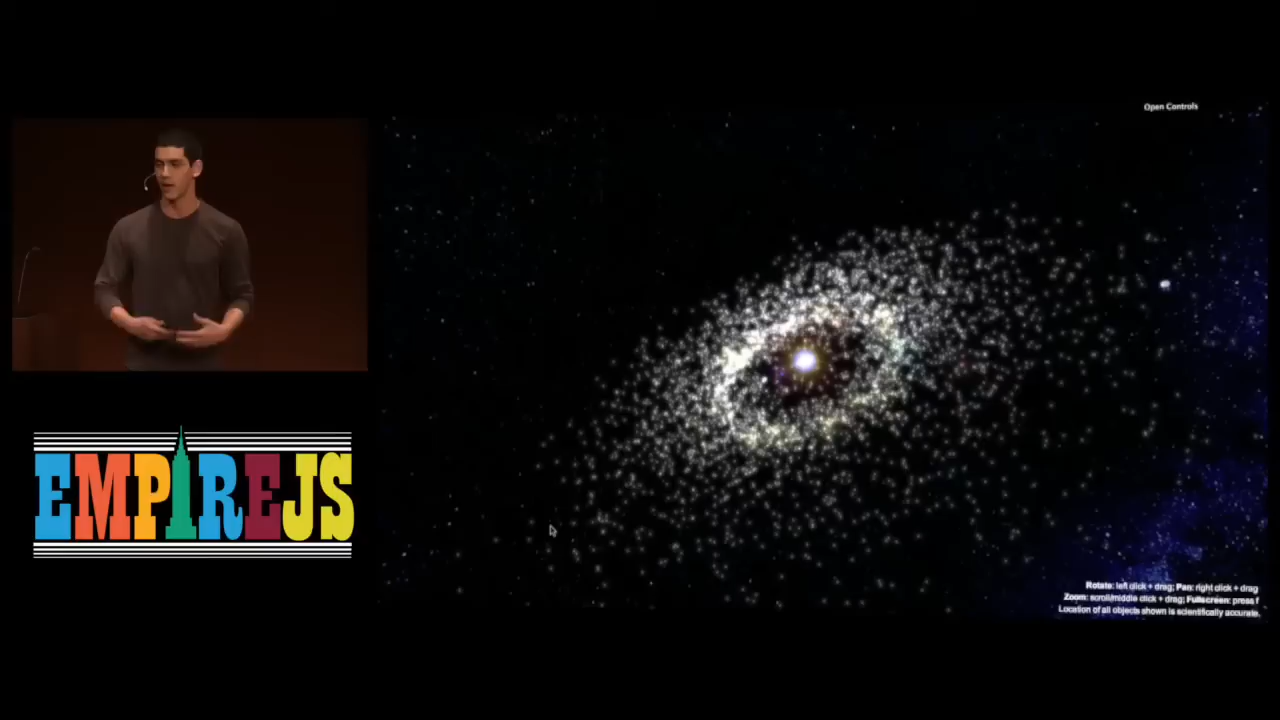 Open Controls
EMPIREJS
Rotate: left click + drag; Pan: right click + drag
Zoom: scroll/middle click + drag; Fullscreen: press f
Location of all objects shown is scientifically accurate.